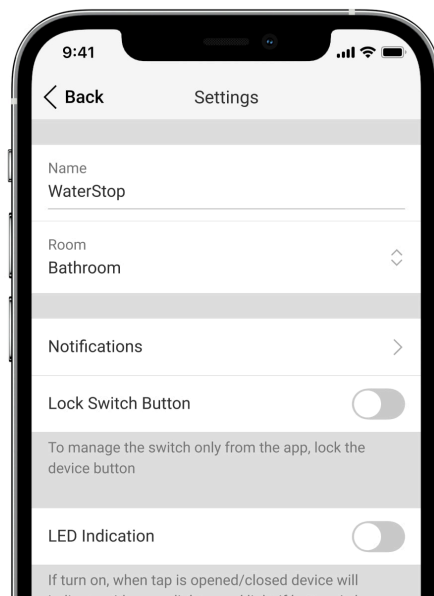 9:41
Back Settings
Name
WaterStop
Room
Bathroom
Notifications
Lock Switch Button
To manage the switch only from the app, lock the
device button
LED Indication
If turn on, when tap is opened/closed device will